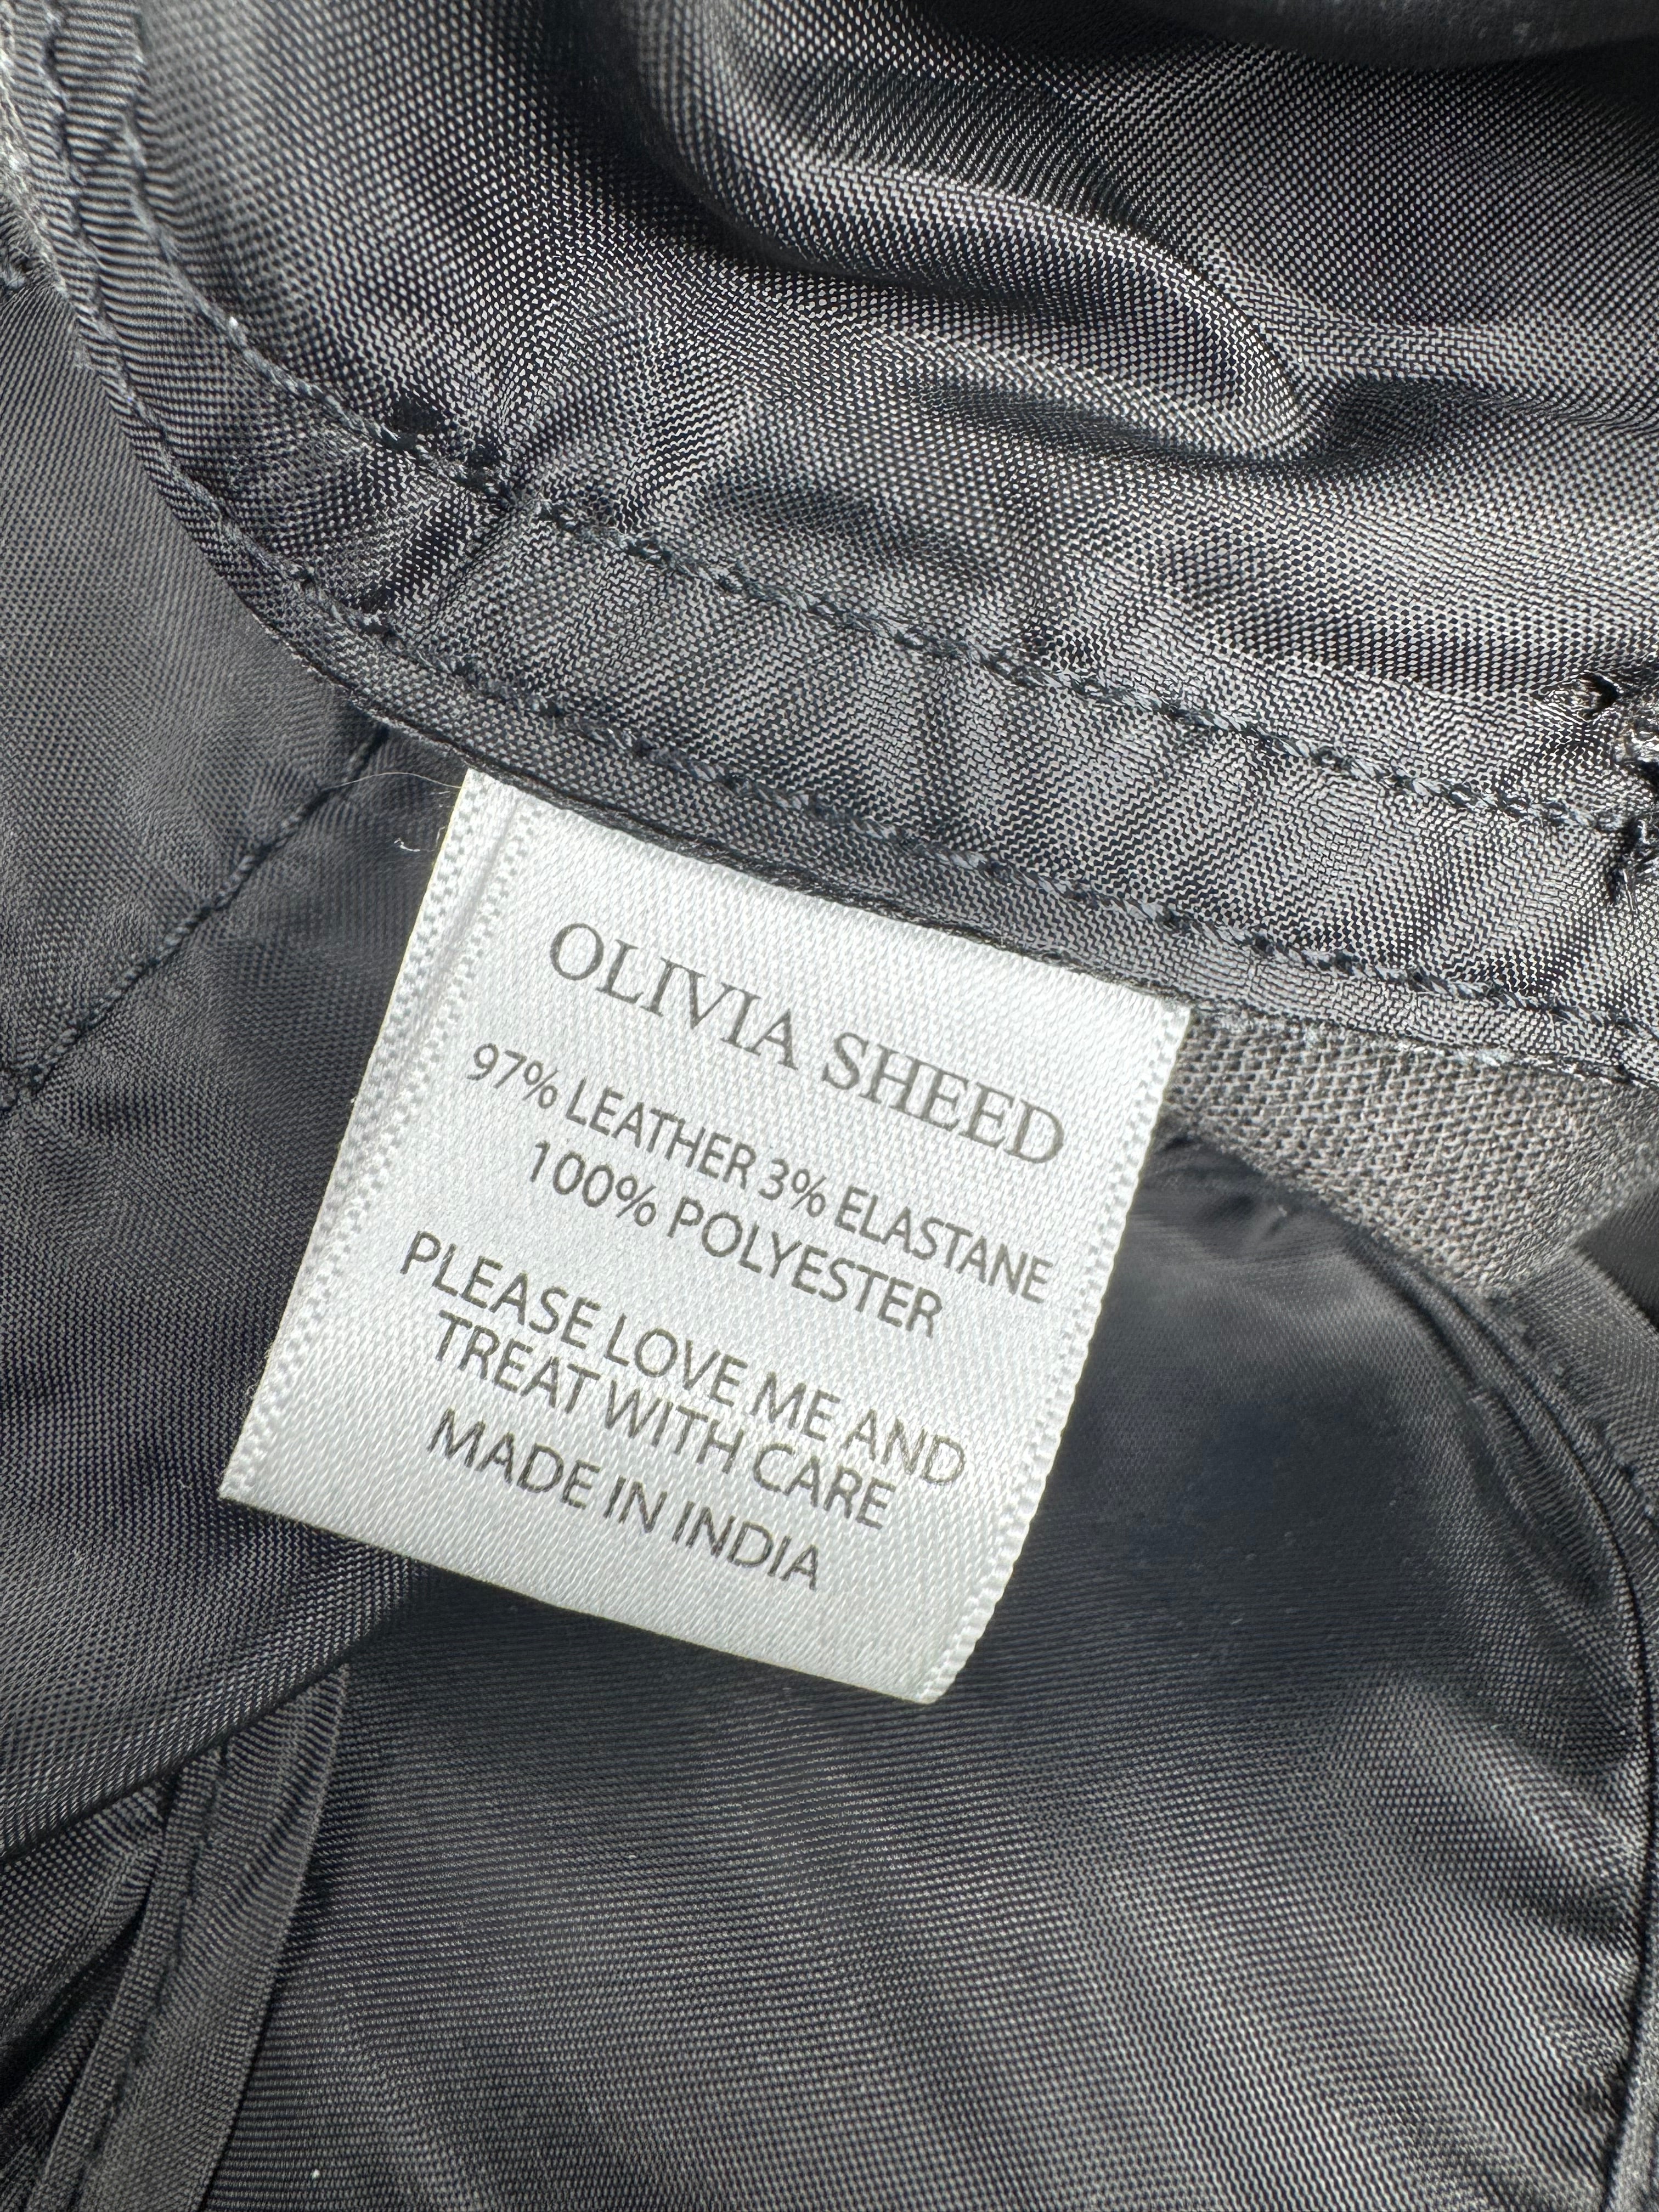 OLIVIA SHEED
97% LEATHER 3% ELASTANE
100% POLYESTER
PLEASE LOVE ME AND
TREAT WITH CARE
MADE IN INDIA